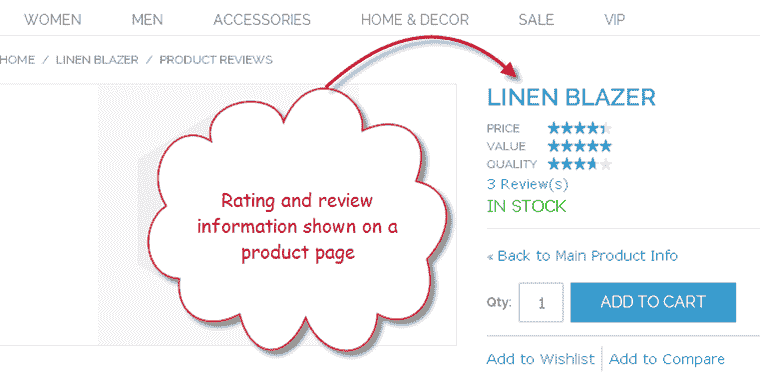 WOMEN MEN ACCESSORIES HOME & DECOR SALE VIP
HOME / LINEN BLAZER / PRODUCT REVIEWS
Rating and review
information shown on a
product page
LINEN BLAZER
PRICE
VALUE
QUALITY
3 Review(s)
IN STOCK
« Back to Main Product Info
Qty: 1 ADD TO CART
Add to Wishlist Add to Compare